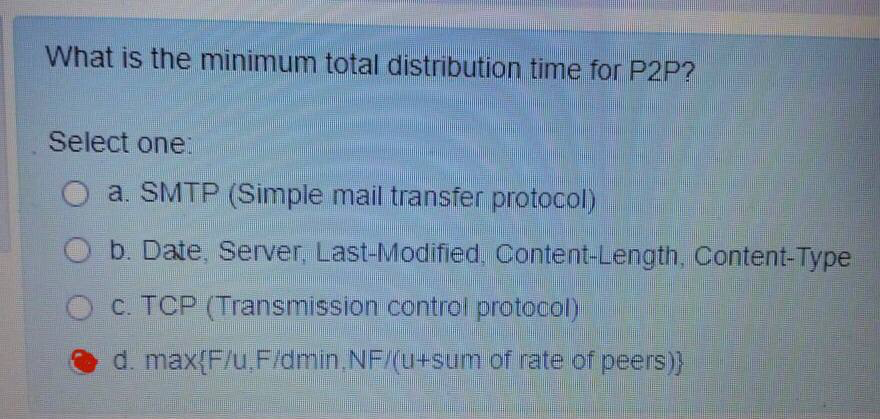 What is the minimum total distribution time for P2P?
Select one:
a. SMTP (Simple mail transfer protocol)
b. Date, Server, Last-Modified, Content-Length, Content-Type
c. TCP (Transmission control protocol)
d. max{F/u,F/dmin,NF/(u+sum of rate of peers)}